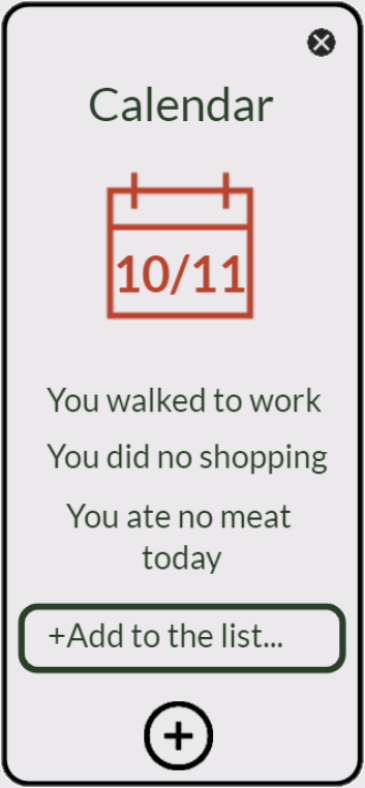 Calendar
10/11
You walked to work
You did no shopping
You ate no meat
today
+Add to the list...